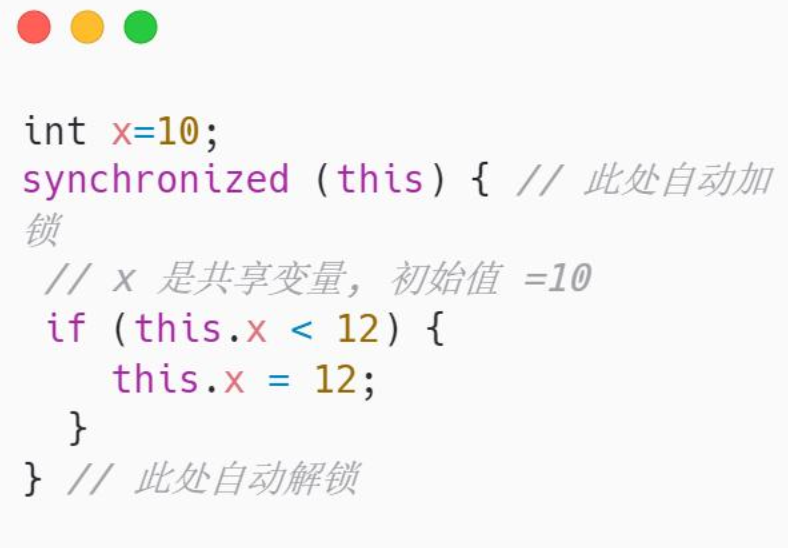 int x=10;
synchronized (this) { // 此处自动加
锁
// x 是共享变量, 初始值 =10
if (this.x < 12) {
this.x = 12;
}
} // 此处自动解锁